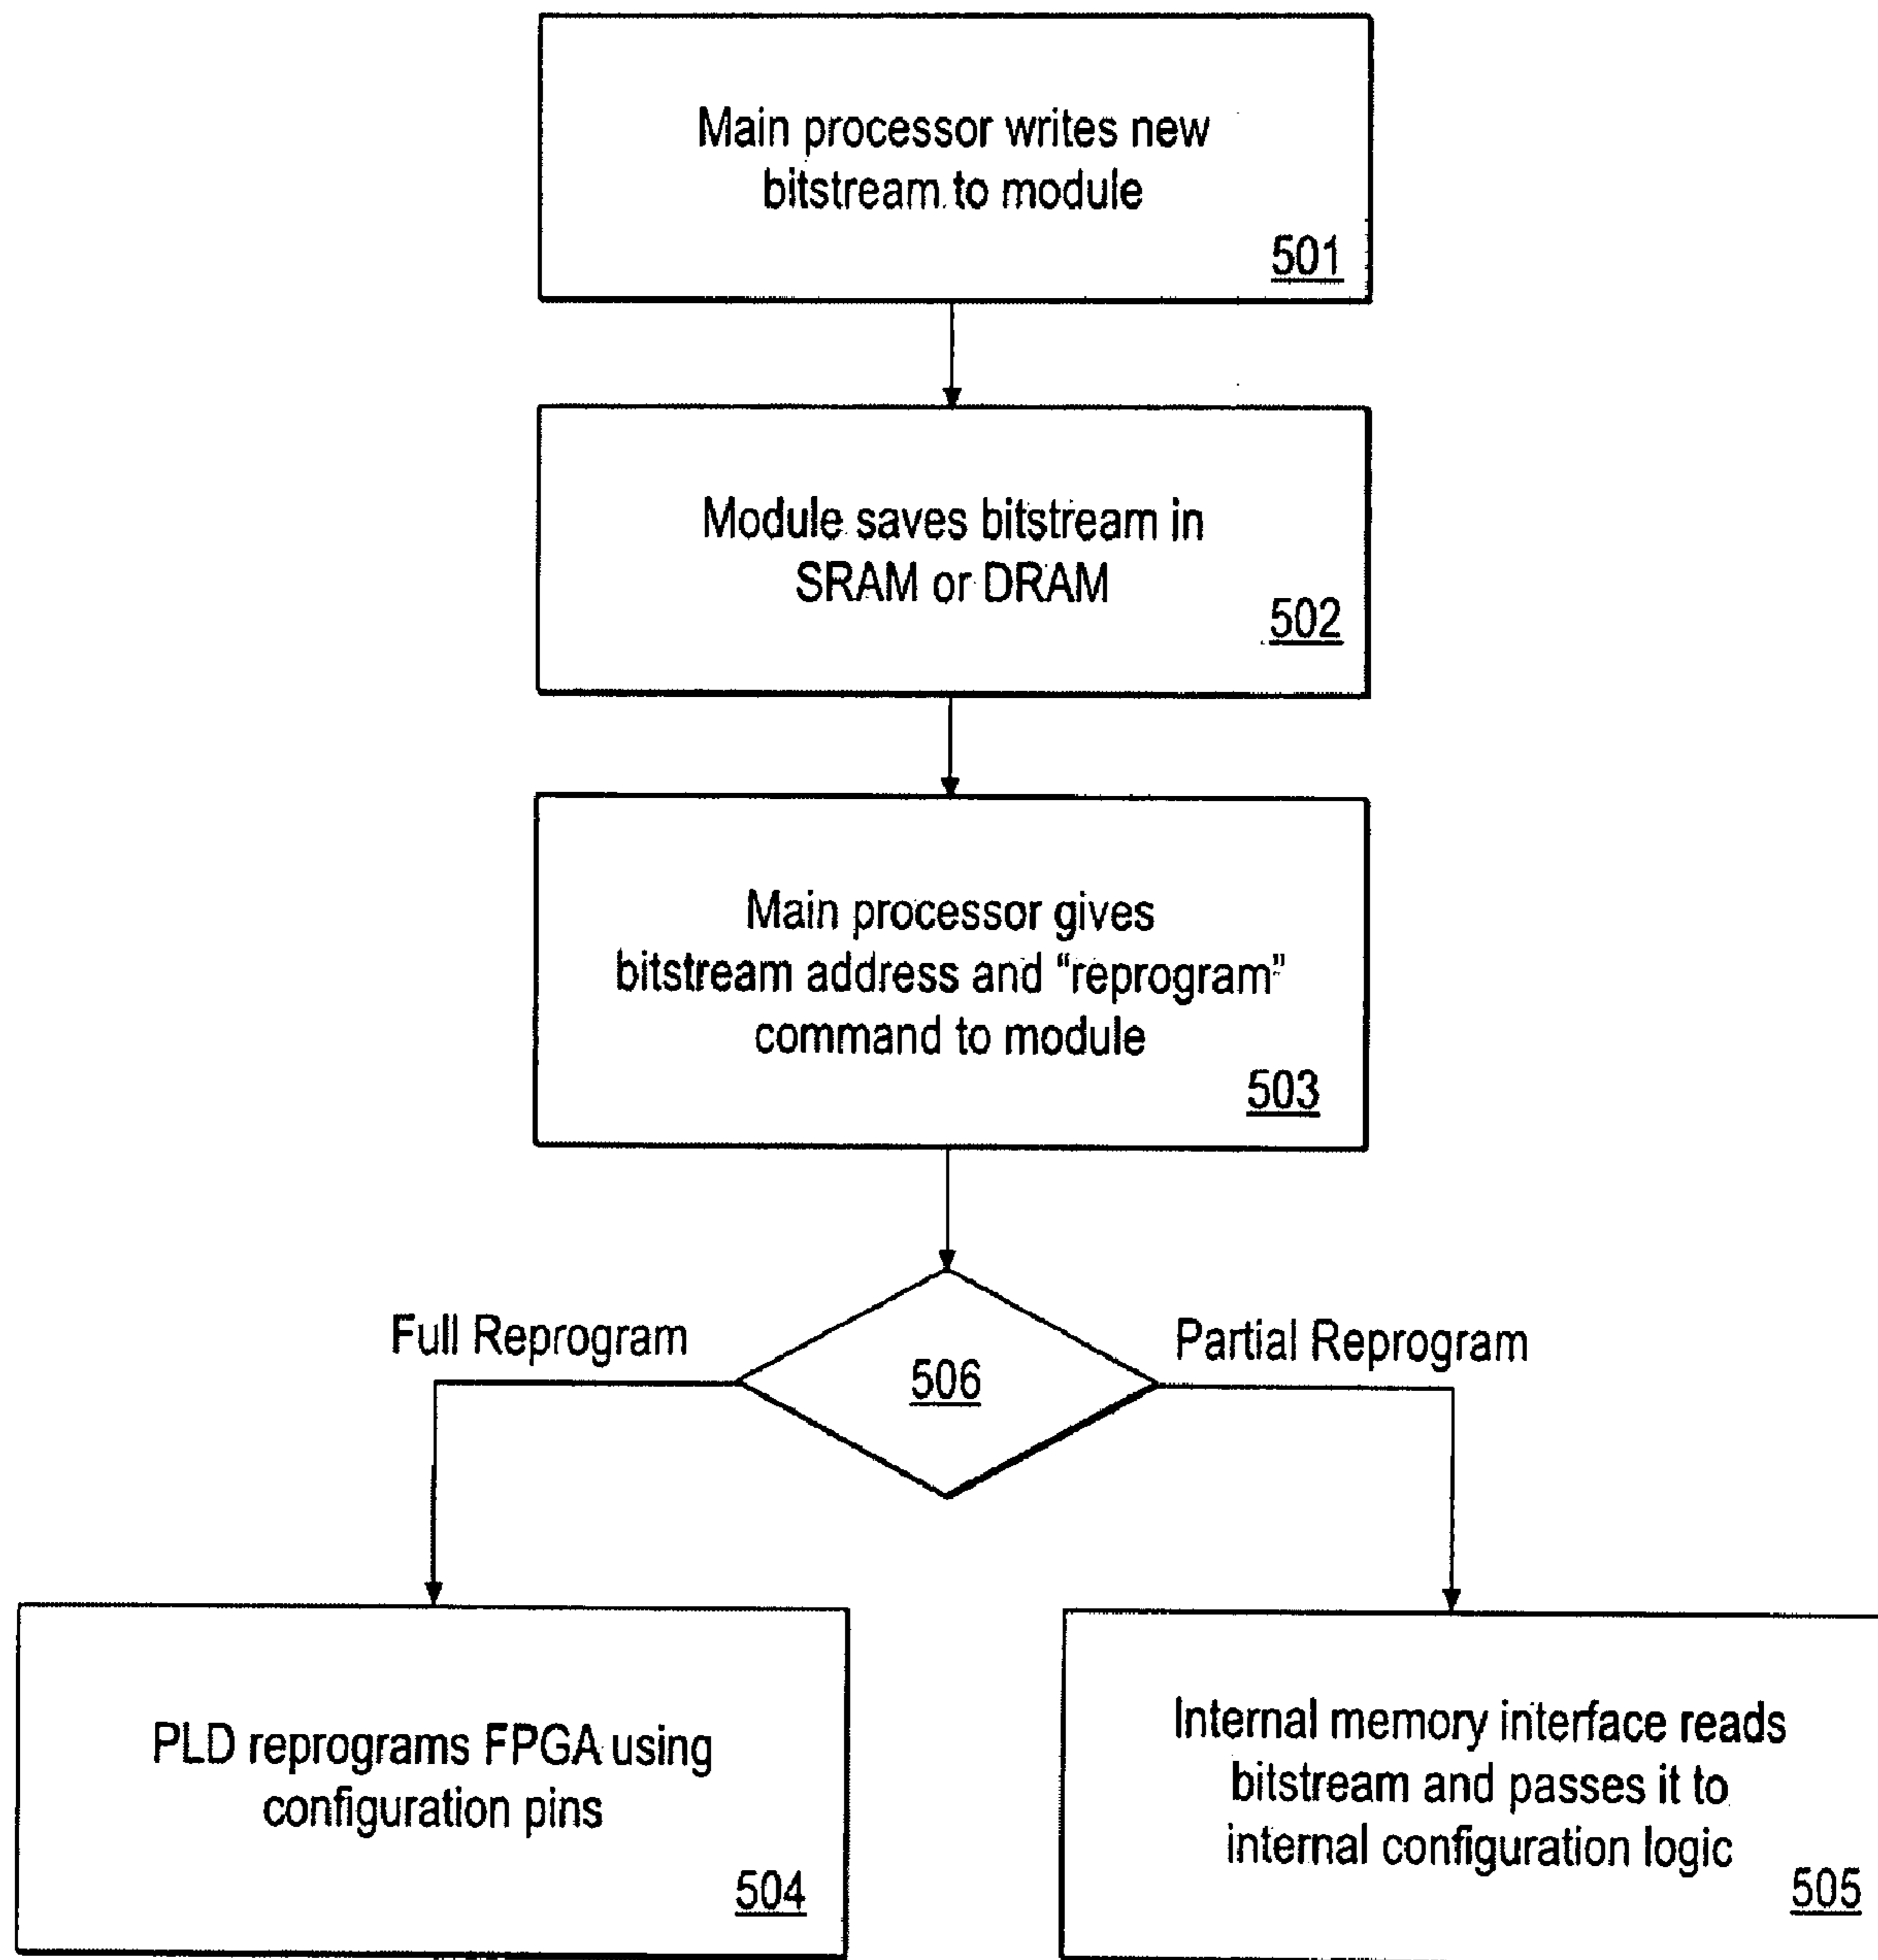 Main processor writes new
bitstream to module
501
Module saves bitstream in
SRAM or DRAM
502
Main processor gives
bitstream address and “reprogram”
command to module
503
Full Reprogram
506
Partial Reprogram
PLD reprograms FPGA using
configuration pins
504
Internal memory interface reads
bitstream and passes it to
internal configuration logic
505